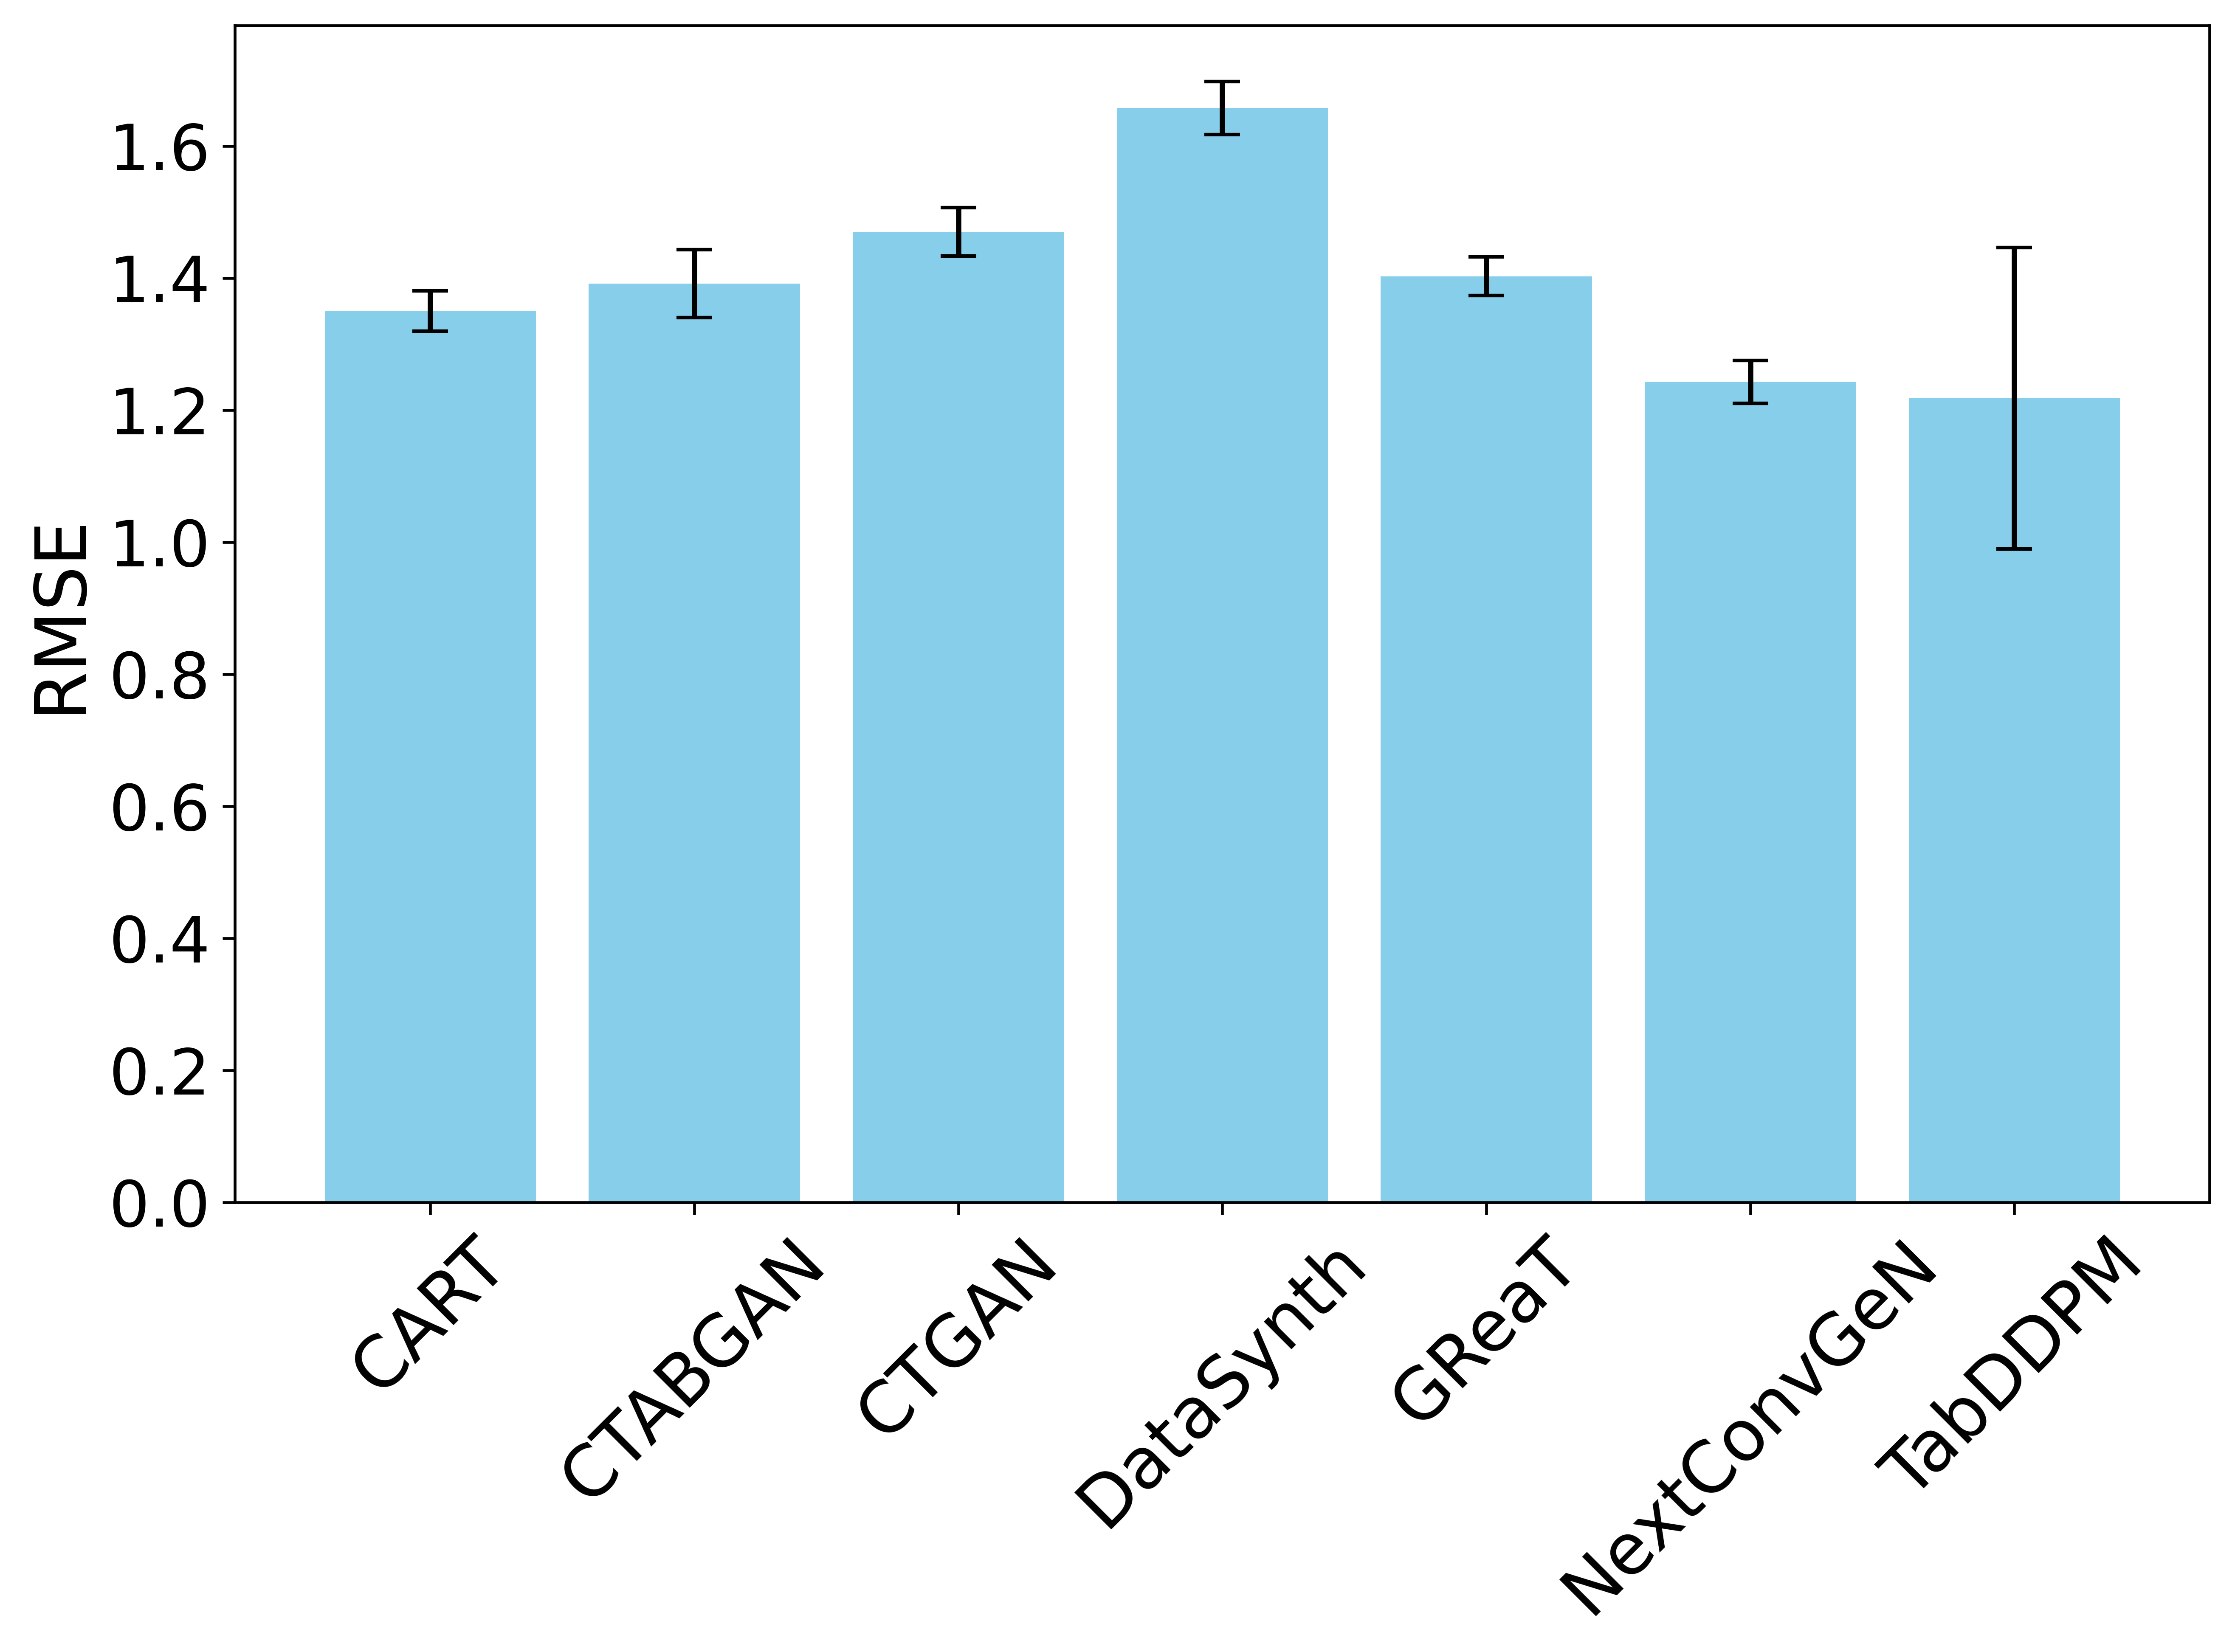 RMSE
1.6
1.4
1.2
1.0
0.8
0.6
0.4
0.2
0.0
CART
CTABGAN
CTGAN
DataSynth
GReaT
NextConvGeN
TabDDPM